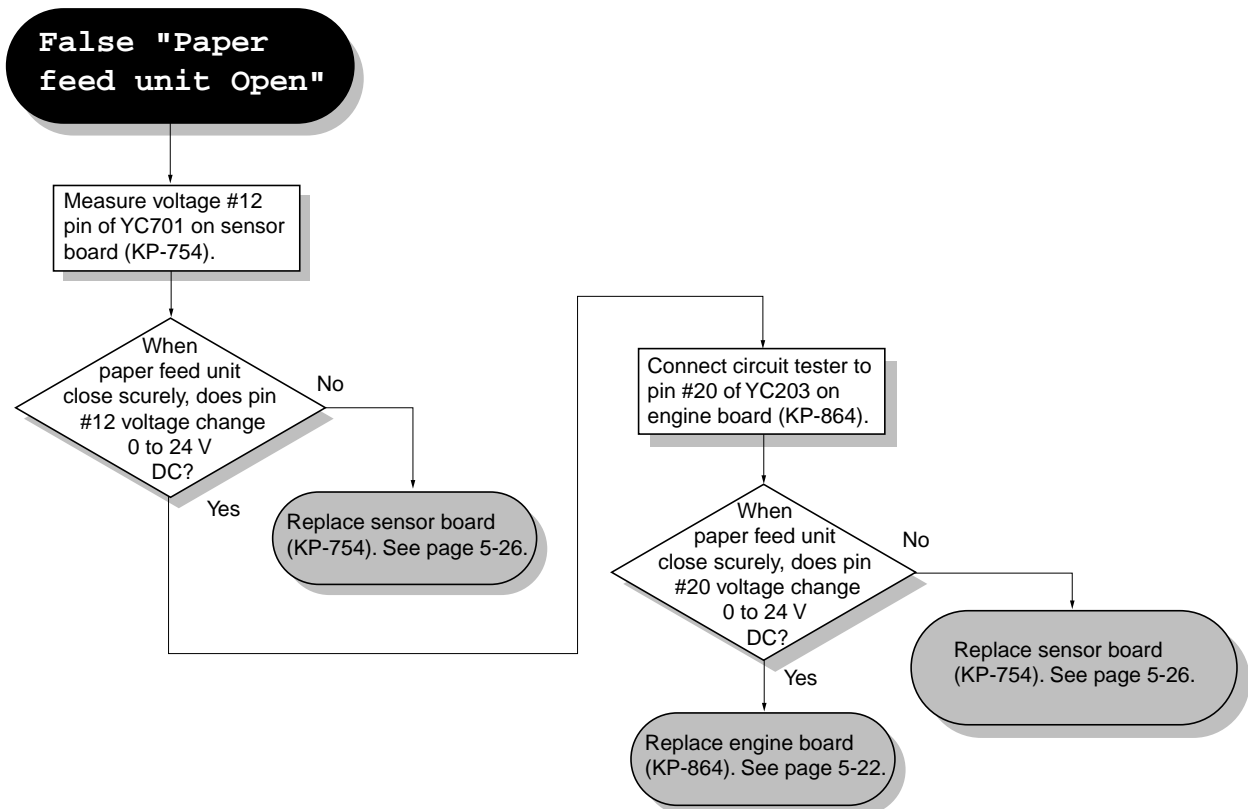 False "Paper
feed unit Open"
Measure voltage #12
pin of YC701 on sensor
board (KP-754).
When
paper feed unit
close scurely, does pin
#12 voltage change
0 to 24 V
DC?
No
Yes
Replace sensor board
(KP-754). See page 5-26.
Connect circuit tester to
pin #20 of YC203 on
engine board (KP-864).
When
paper feed unit
close scurely, does pin
#20 voltage change
0 to 24 V
DC?
No
Yes
Replace sensor board
(KP-754). See page 5-26.
Replace engine board
(KP-864). See page 5-22.